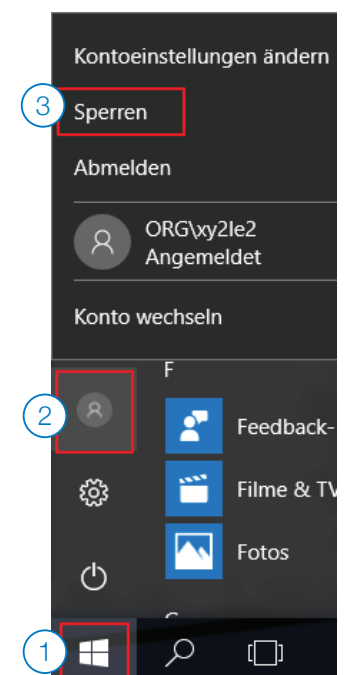 Kontoeinstellungen ändern
3 Sperren
Abmelden
ORG\xy2le2
Angemeldet
Konto wechseln
F
2
Feedback-
Filme & TV
Fotos
1